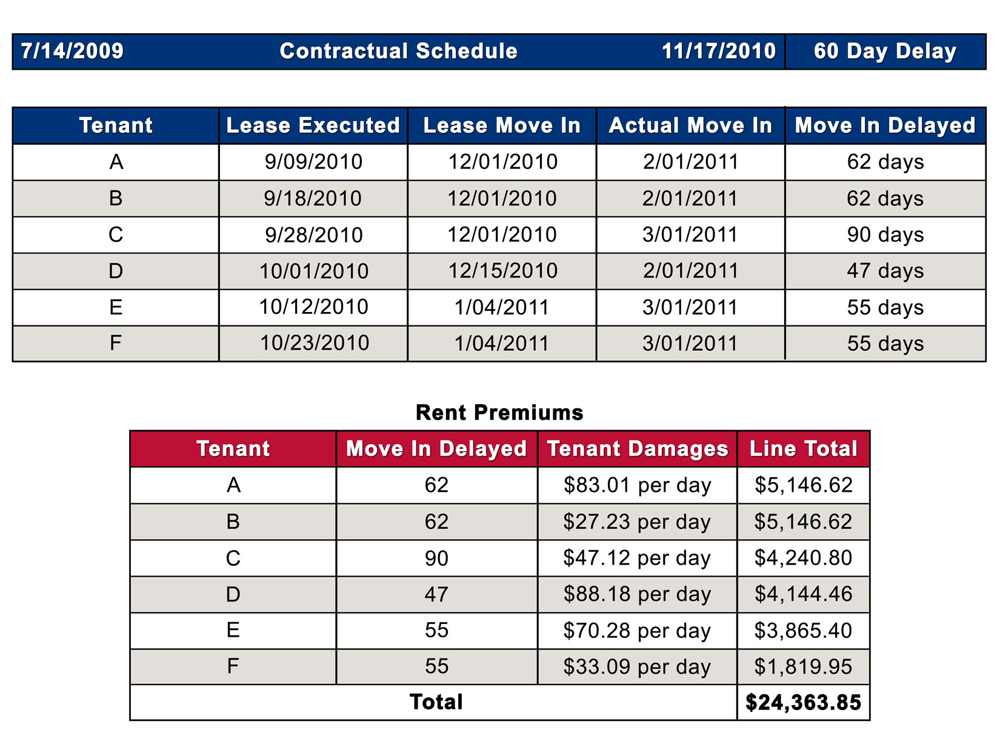 7/14/2009 Contractual Schedule 11/17/2010 60 Day Delay
Tenant Lease Executed Lease Move In Actual Move In Move In Delayed
A 9/09/2010 12/01/2010 2/01/2011 62 days
B 9/18/2010 12/01/2010 2/01/2011 62 days
C 9/28/2010 12/01/2010 3/01/2011 90 days
D 10/01/2010 12/15/2010 2/01/2011 47 days
E 10/12/2010 1/04/2011 3/01/2011 55 days
F 10/23/2010 1/04/2011 3/01/2011 55 days
Rent Premiums
Tenant Move In Delayed Tenant Damages Line Total
A 62 $83.01 per day $5,146.62
B 62 $27.23 per day $5,146.62
C 90 $47.12 per day $4,240.80
D 47 $88.18 per day $4,144.46
E 55 $70.28 per day $3,865.40
F 55 $33.09 per day $1,819.95
Total $24,363.85